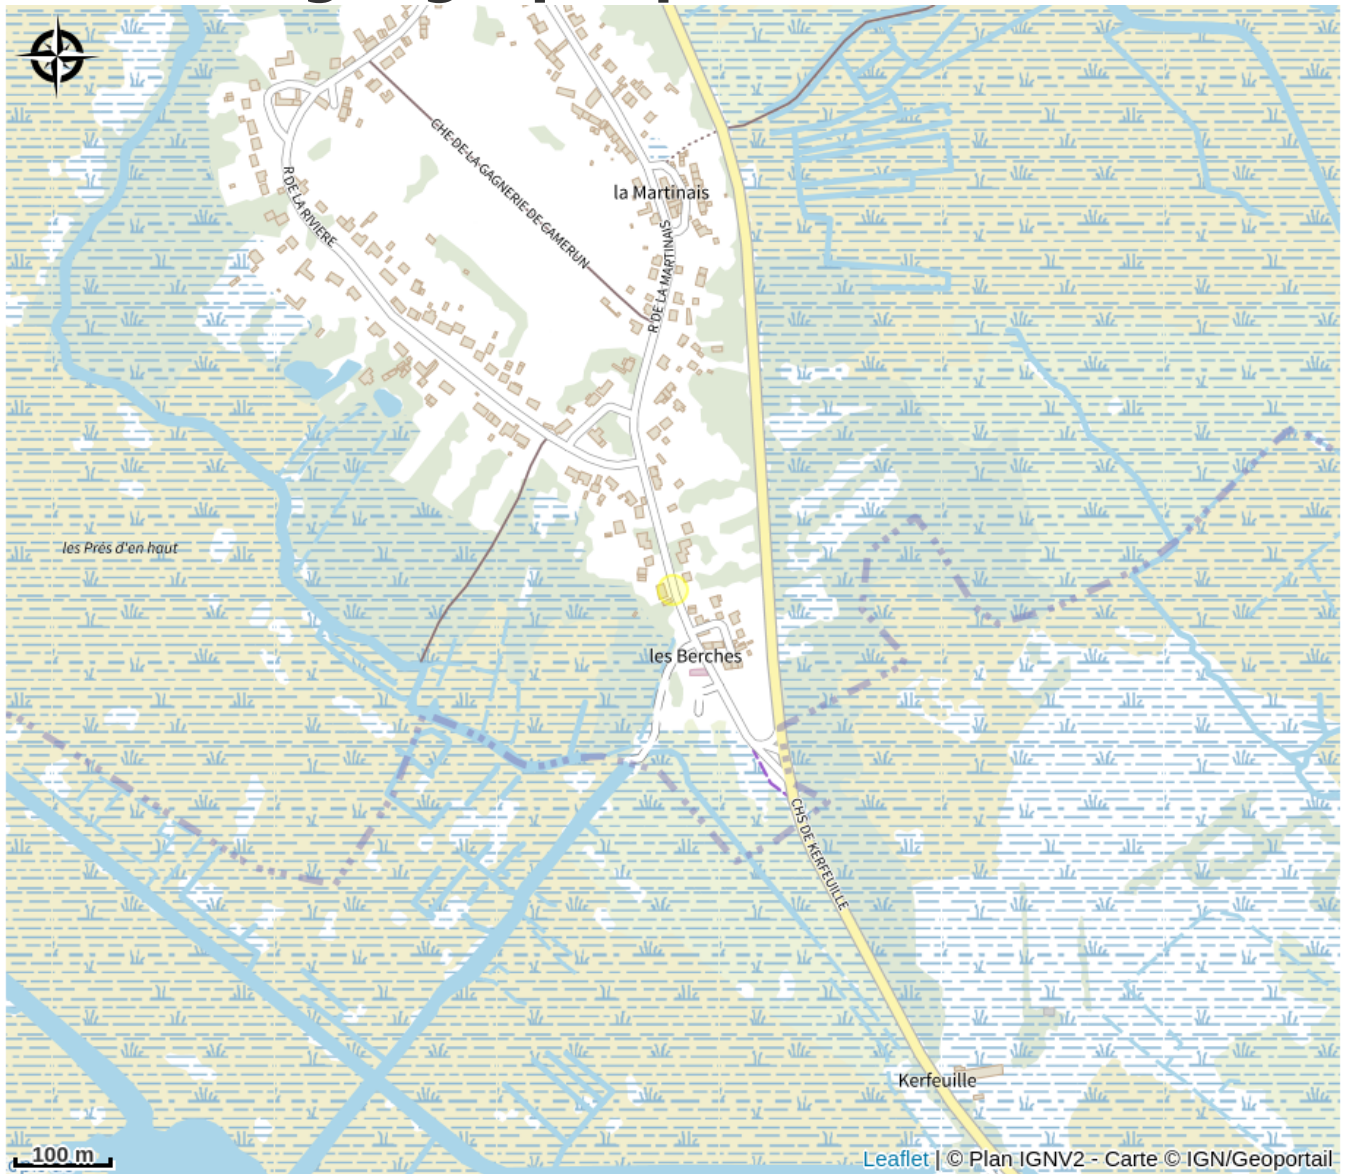 la Martinais
CHE-DE-LA-GAGNERIE-DE-CAMERUN
R DE LA RIVIERE
R DE LA MARTINAIS
les Prés d'en haut
les Berches
CHS DE KERFEUILLE
Kerfeuille
100 m
Leaflet | © Plan IGNV2 - Carte © IGN/Geoportail